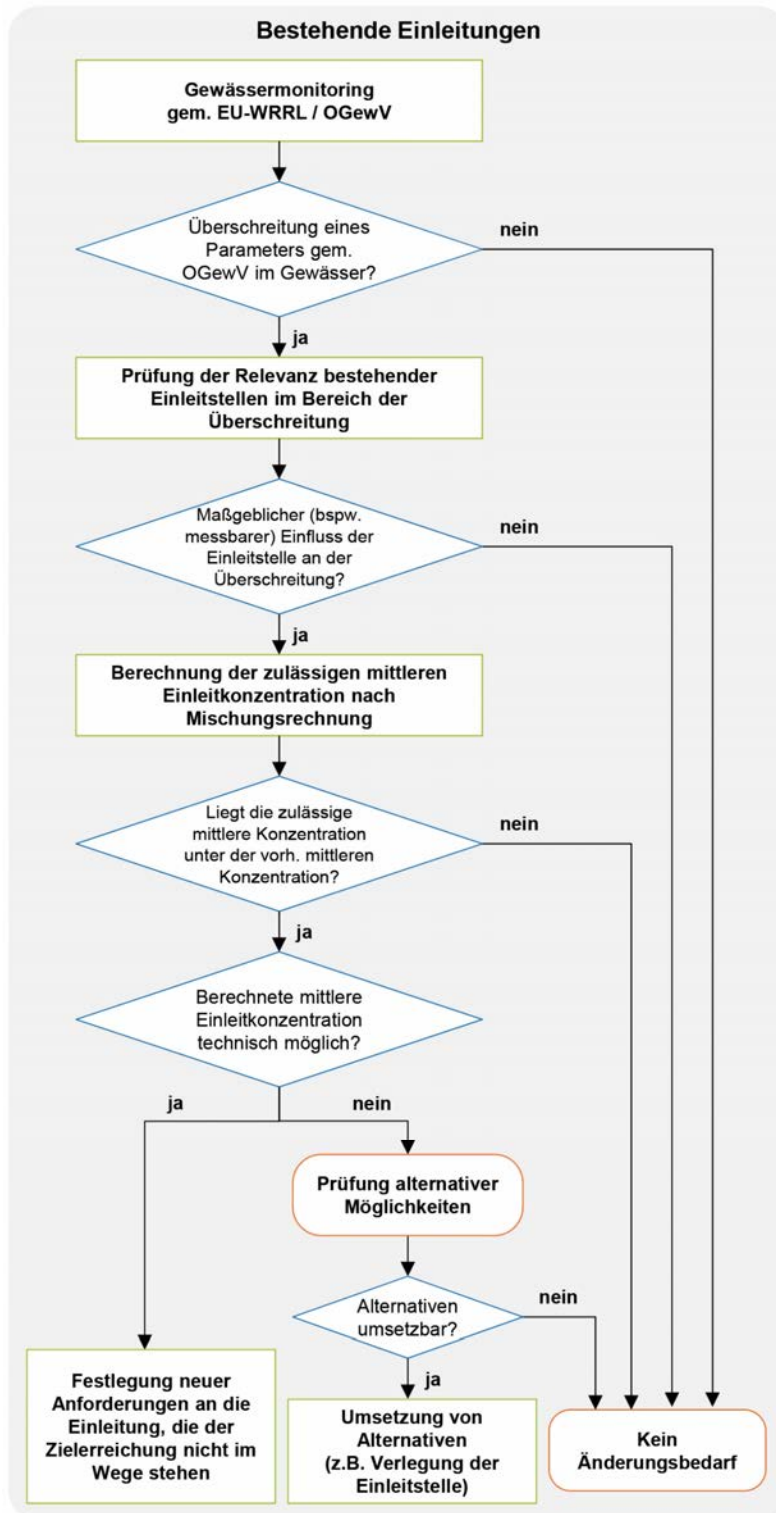 Bestehende Einleitungen
Gewässermonitoring
gem. EU-WRRL / OGewV
Überschreitung eines
Parameters gem.
OGewV im Gewässer?
nein
ja
Prüfung der Relevanz bestehender
Einleitstellen im Bereich der
Überschreitung
Maßgeblicher (bspw.
messbarer) Einfluss der
Einleitstelle an der
Überschreitung?
nein
ja
Berechnung der zulässigen mittleren
Einleitkonzentration nach
Mischungsrechnung
Liegt die zulässige
mittlere Konzentration
unter der vorh. mittleren
Konzentration?
nein
ja
Berechnete mittlere
Einleitkonzentration
technisch möglich?
ja
nein
Prüfung alternativer
Möglichkeiten
Alternativen
umsetzbar?
nein
ja
Festlegung neuer
Anforderungen an die
Einleitung, die der
Zielerreichung nicht im
Wege stehen
Umsetzung von
Alternativen
(z.B. Verlegung der
Einleitstelle)
Kein
Änderungsbedarf